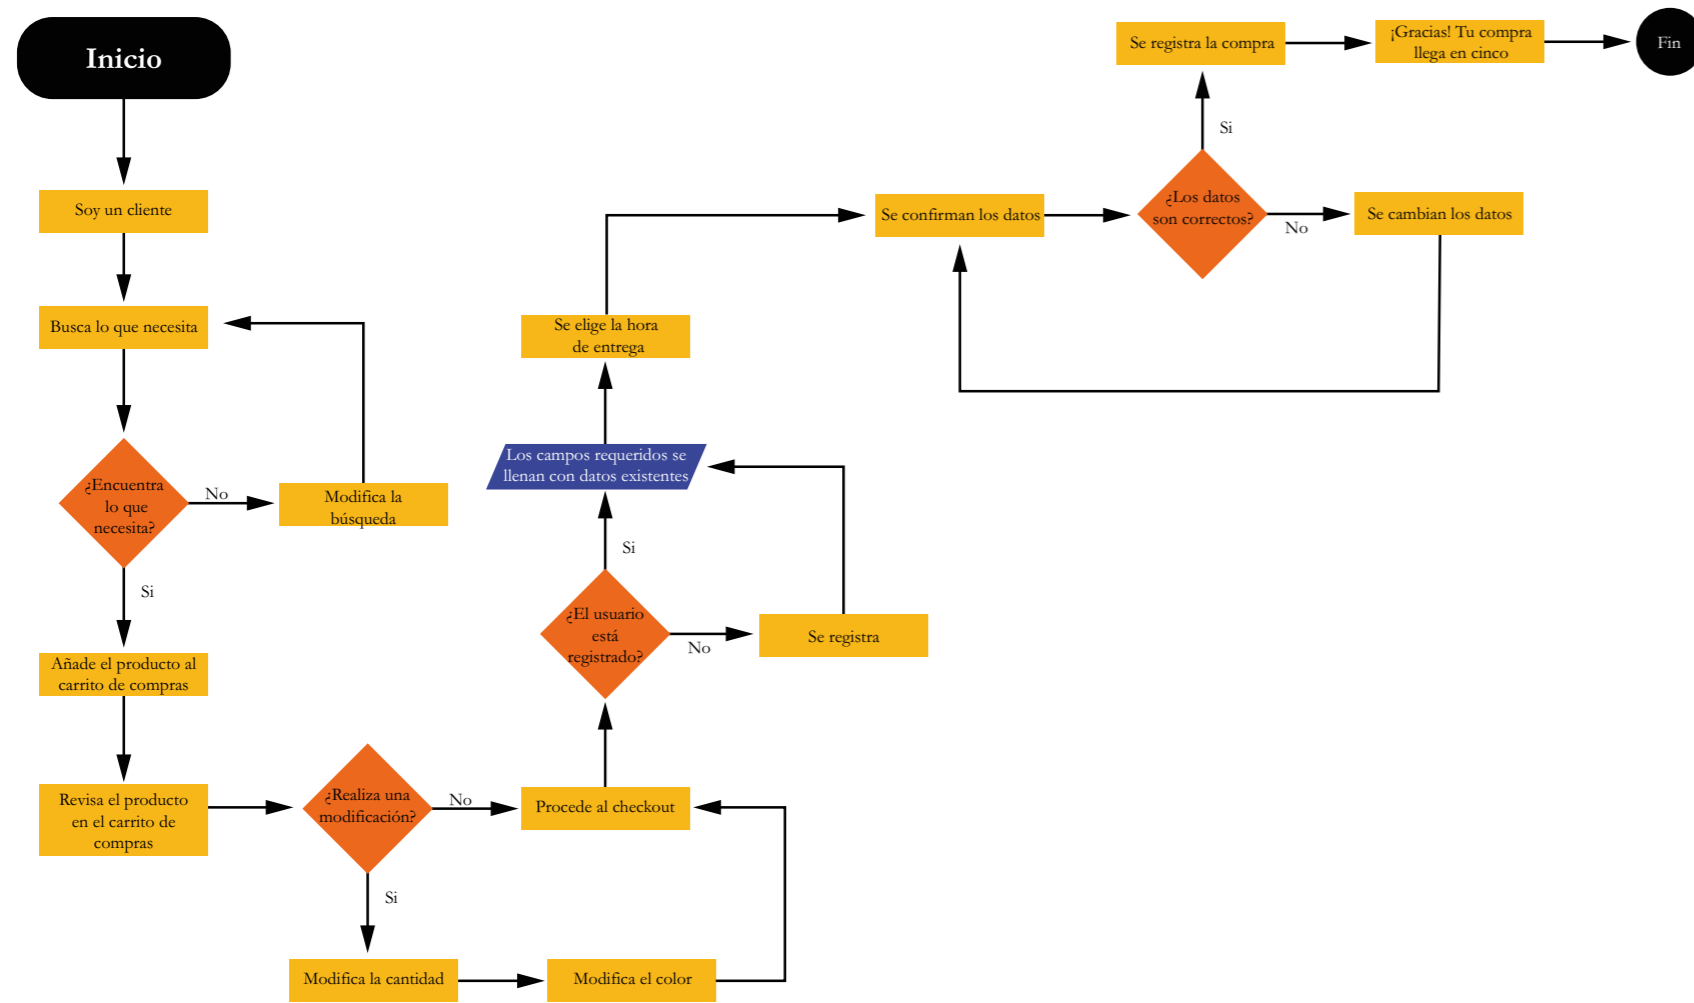 Inicio
Soy un cliente
Busca lo que necesita
¿Encuentra
lo que
necesita?
No
Modifica la
búsqueda
Si
Añade el producto al
carrito de compras
Revisa el producto
en el carrito de
compras
¿Realiza una
modificación?
No
Si
Modifica la cantidad
Modifica el color
Procede al checkout
¿El usuario
está
registrado?
No
Se registra
Si
Los campos requeridos se
llenan con datos existentes
Se elige la hora
de entrega
Se confirman los datos
¿Los datos
son correctos?
No
Se cambian los datos
Si
Se registra la compra
¡Gracias! Tu compra
llega en cinco
Fin